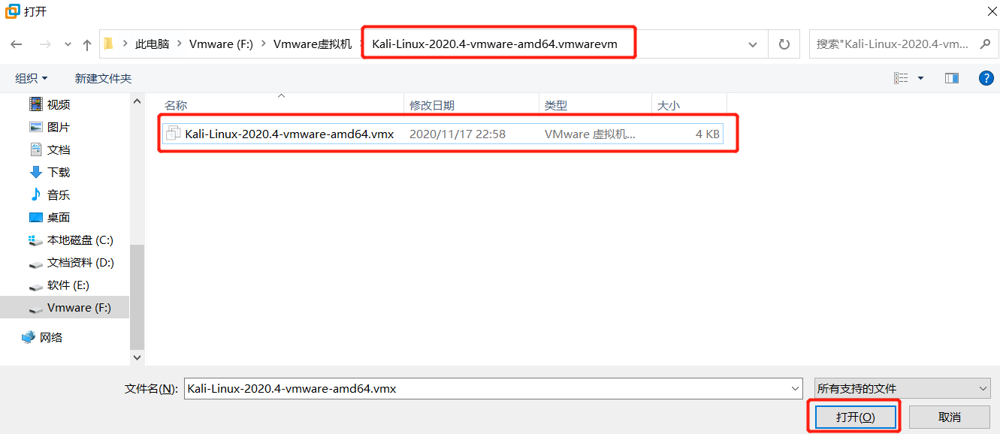 打开
此电脑 Vmware (F:) Vmware虚拟机 Kali-Linux-2020.4-vmware-amd64.vmwarevm 搜索"Kali-Linux-2020.4-vm...
组织 新建文件夹
名称 修改日期 类型 大小
Kali-Linux-2020.4-vmware-amd64.vmx 2020/11/17 22:58 VMware 虚拟机... 4 KB
视频
图片
文档
下载
音乐
桌面
本地磁盘 (C:)
文档资料 (D:)
软件 (E:)
Vmware (F:)
网络
文件名(N): Kali-Linux-2020.4-vmware-amd64.vmx 所有支持的文件
打开(O) 取消